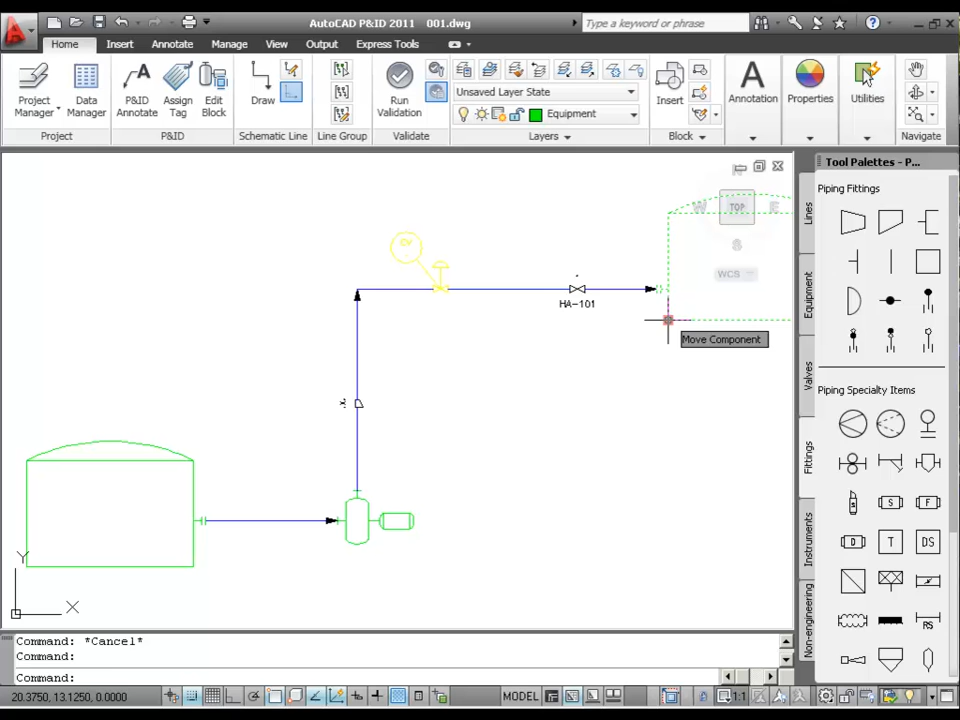 AutoCAD P&ID 2011 001.dwg
Type a keyword or phrase
Home Insert Annotate Manage View Output Express Tools
Project Manager
Data Manager
P&ID Annotate
Assign Tag
Edit Block
Draw
Run Validation
Unsaved Layer State
Equipment
Insert
Annotation
Properties
Utilities
Project
P&ID
Schematic Line
Line Group
Validate
Layers
Block
Navigate
Tool Palettes - P...
Piping Fittings
W TOP E
S
WCS
CV
HA-101
Move Component
Piping Specialty Items
S
F
D
T
DS
RS
Lines
Equipment
Valves
Fittings
Instruments
Non-engineering
Y
X
Command: *Cancel*
Command:
Command:
20.3750, 13.1250, 0.0000
MODEL
1:1